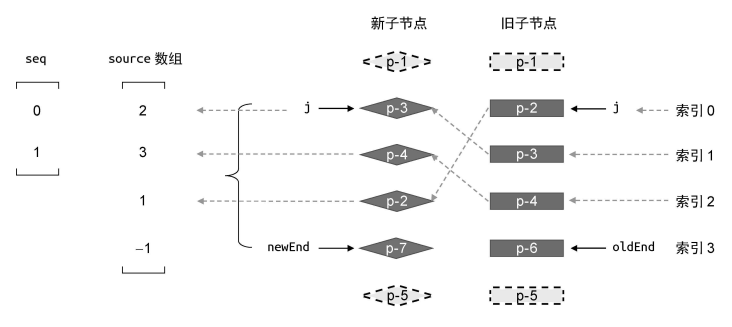 新子节点 旧子节点
seq source 数组 p-1 p-1
0 2 j p-3 p-2 j 索引 0
1 3 p-4 p-3 索引 1
1 p-2 p-4 索引 2
−1 newEnd p-7 p-6 oldEnd 索引 3
p-5 p-5